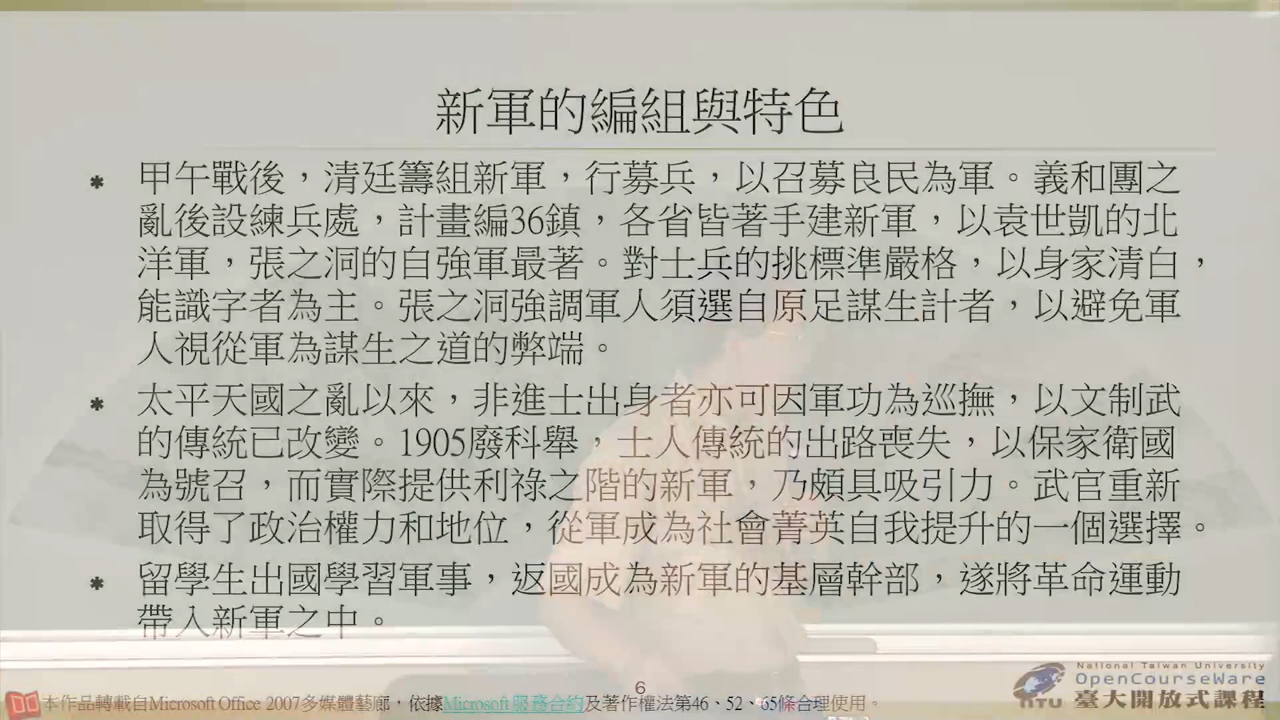 新軍的編組與特色
* 甲午戰後，清廷籌組新軍，行募兵，以召募良民為軍。義和團之
亂後設練兵處，計畫編36鎮，各省皆著手建新軍，以袁世凱的北
洋軍，張之洞的自強軍最著。對士兵的挑標準嚴格，以身家清白，
能識字者為主。張之洞強調軍人須選自原足謀生計者，以避免軍
人視從軍為謀生之道的弊端。
* 太平天國之亂以來，非進士出身者亦可因軍功為巡撫，以文制武
的傳統已改變。1905廢科舉，士人傳統的出路喪失，以保家衛國
為號召，而實際提供利祿之階的新軍，乃頗具吸引力。武官重新
取得了政治權力和地位，從軍成為社會菁英自我提升的一個選擇。
* 留學生出國學習軍事，返國成為新軍的基層幹部，遂將革命運動
帶入新軍之中。
6
本作品轉載自Microsoft Office 2007多媒體藝廊，依據Microsoft服務合約及著作權法第46、52、65條合理使用。
National Taiwan University
OpenCourseWare
NTU 臺大開放式課程